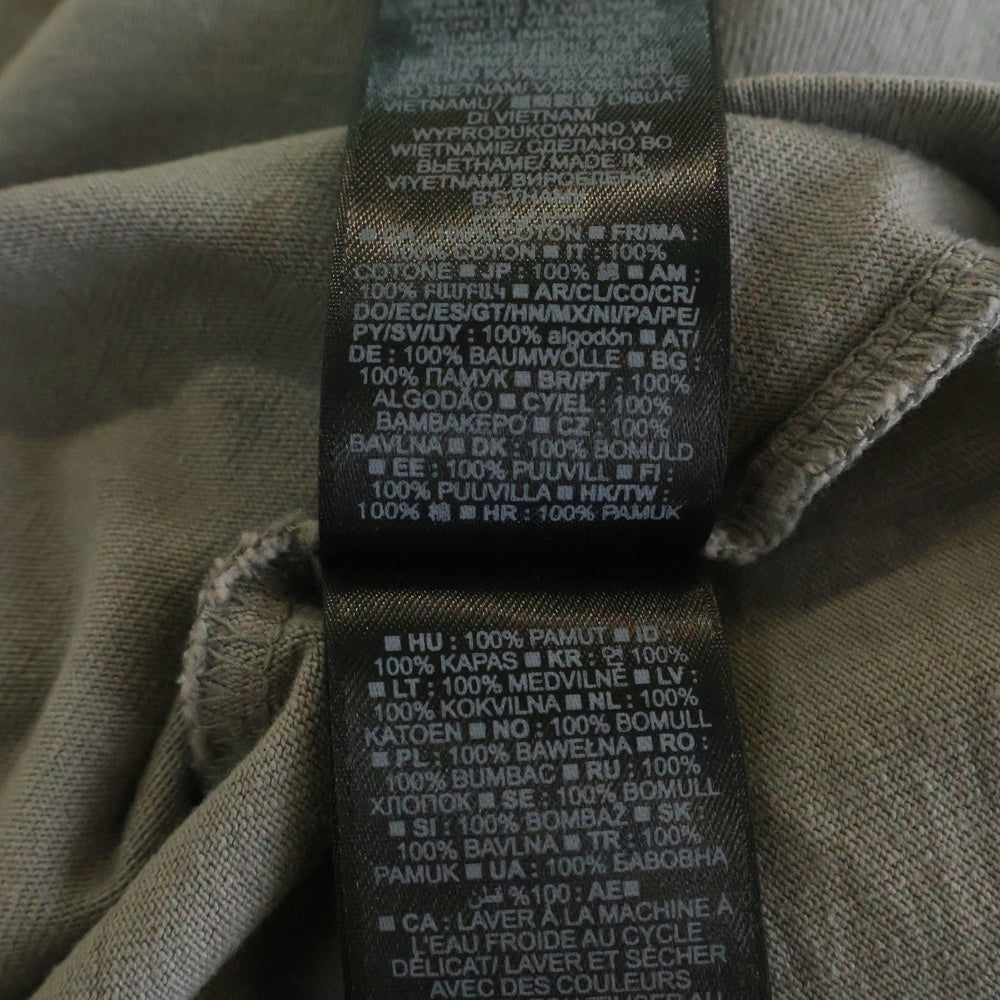 VIETNAMU/ DIBUAT
DI VIETNAM/
WYPRODUKOWANO W
WIETNAMIE/ СДЕЛАНО ВО
ВЬЕТНАМЕ/ MADE IN
VIYETNAM/ ВИРОБЛЕНО
COTON ■ FR/MA :
100% COTON ■ IT : 100%
COTONE ■ JP : 100% 綿 ■ AM :
100% ԲԱՄԲԱԿ ■ AR/CL/CO/CR/
DO/EC/ES/GT/HN/MX/NI/PA/PE/
PY/SV/UY : 100% algodón ■ AT/
DE : 100% BAUMWOLLE ■ BG :
100% ПАМУК ■ BR/PT : 100%
ALGODÃO ■ CY/EL : 100%
ΒΑΜΒΑΚΕΡΟ ■ CZ : 100%
BAVLNA ■ DK : 100% BOMULD
■ EE : 100% PUUVILL ■ FI :
100% PUUVILLA ■ HK/TW :
100% 棉 ■ HR : 100% PAMUK
■ HU : 100% PAMUT ■ ID :
100% KAPAS ■ KR : 면 100%
■ LT : 100% MEDVILNĖ ■ LV :
100% KOKVILNA ■ NL : 100%
KATOEN ■ NO : 100% BOMULL
■ PL : 100% BAWEŁNA ■ RO :
100% BUMBAC ■ RU : 100%
ХЛОПОК ■ SE : 100% BOMULL
■ SI : 100% BOMBAŽ ■ SK :
100% BAVLNA ■ TR : 100%
PAMUK ■ UA : 100% БАВОВНА
قطن %100 : AE■
■ CA : LAVER À LA MACHINE À
L'EAU FROIDE AU CYCLE
DÉLICAT/ LAVER ET SÉCHER
AVEC DES COULEURS